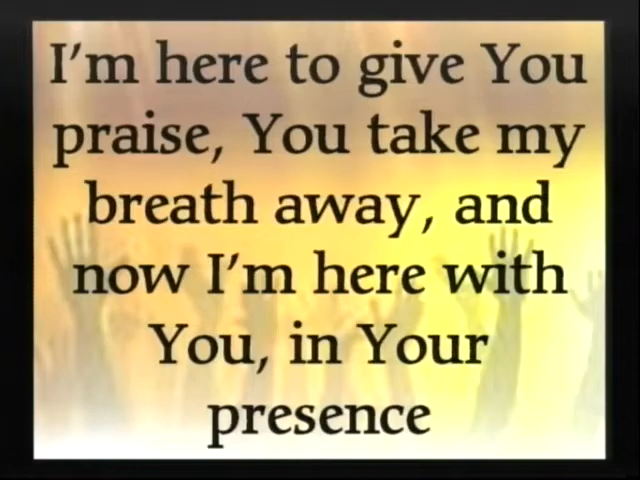 I'm here to give You
praise, You take my
breath away, and
now I'm here with
You, in Your
presence